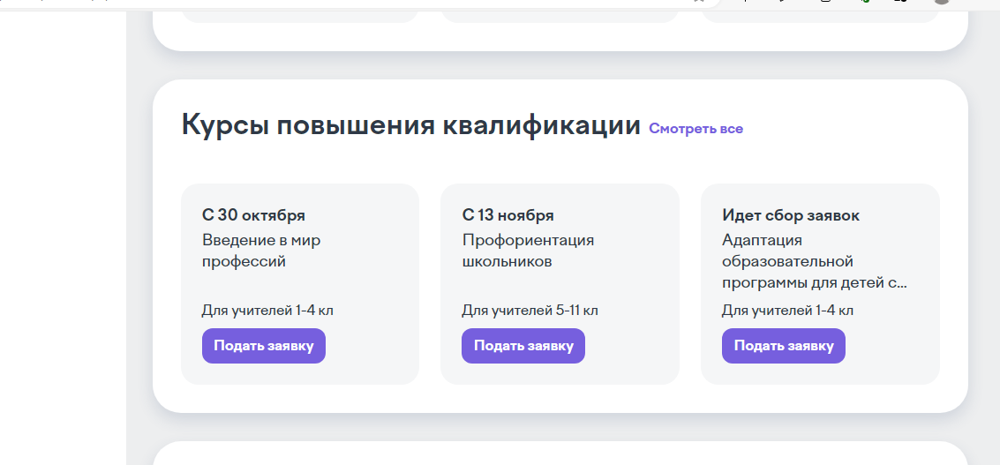 Курсы повышения квалификации Смотреть все
С 30 октября
Введение в мир
профессий
Для учителей 1-4 кл
Подать заявку
С 13 ноября
Профориентация
школьников
Для учителей 5-11 кл
Подать заявку
Идет сбор заявок
Адаптация
образовательной
программы для детей с...
Для учителей 1-4 кл
Подать заявку